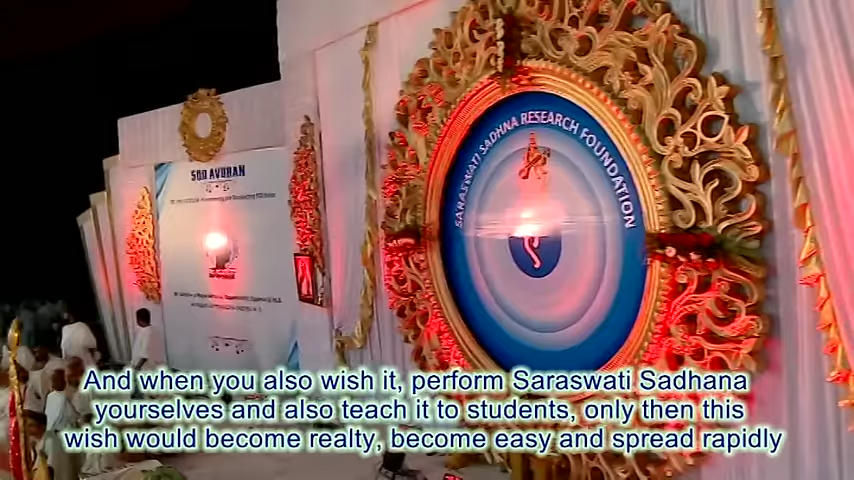 SARASWATI SADHNA RESEARCH FOUNDATION
500 AVDHAN
And when you also wish it, perform Saraswati Sadhana
yourselves and also teach it to students, only then this
wish would become realty, become easy and spread rapidly